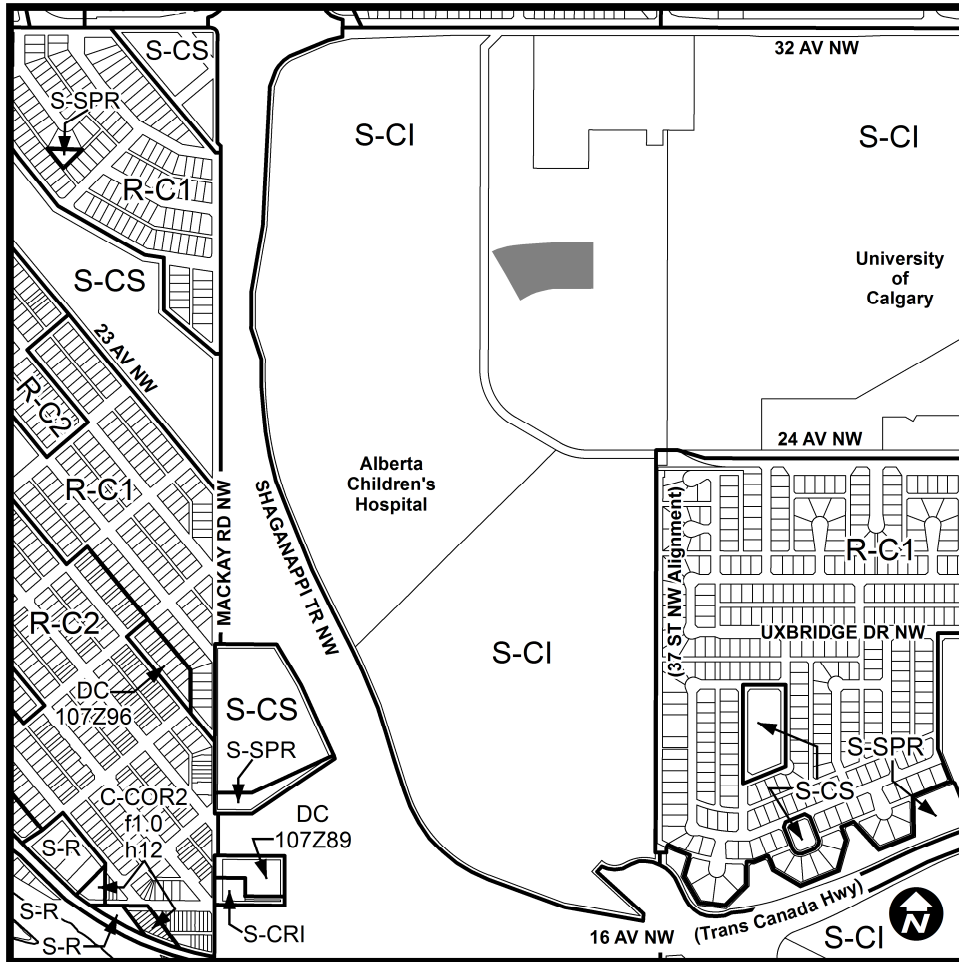 S-CS
32 AV NW
S-SPR
S-CI
S-CI
R-C1
S-CS
University
of
Calgary
23 AV NW
R-C2
24 AV NW
Alberta
Children's
Hospital
R-C1
MACKAY RD NW
SHAGANAPPI TR NW
(37 ST NW Alignment)
R-C1
R-C2
UXBRIDGE DR NW
S-CI
DC
107Z96
S-CS
S-SPR
S-SPR
S-CS
C-COR2
f1.0
h12
DC
107Z89
S-R
S-R
S-R
S-CRI
16 AV NW
(Trans Canada Hwy)
S-CI
N